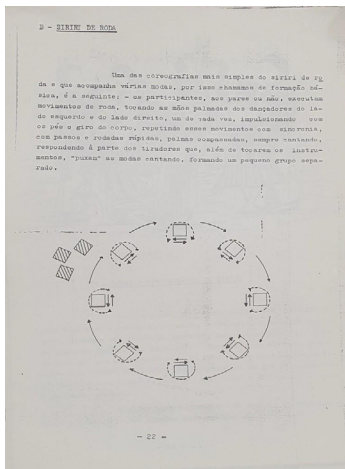 B - SIRIRI DE RODA
Uma das coreografias mais simples do siriri de ro
da e que acompanha várias modas, por isso chamamos de formação bá-
sica, é a seguinte: - os participantes, aos pares ou não, executam
movimentos de roda, tocando as mãos palmadas dos dançadores do la-
do esquerdo e do lado direito, um de cada vez, impulsionando com
os pés o giro do corpo, repetindo esses movimentos com sincronia,
com passos e rodadas rápidas, palmas compassadas, sempre cantando,
respondendo à parte dos tiradores que, além de tocarem os instru-
mentos, "puxam" as modas cantando, formando um pequeno grupo sepa-
rado.
- 22 -